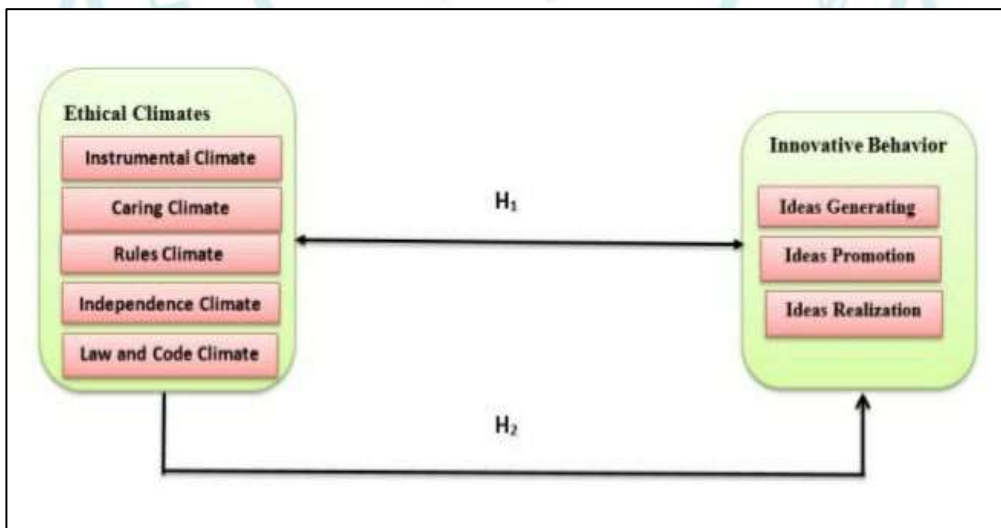 Ethical Climates
Instrumental Climate
Caring Climate
Rules Climate
Independence Climate
Law and Code Climate
H₁
H₂
Innovative Behavior
Ideas Generating
Ideas Promotion
Ideas Realization